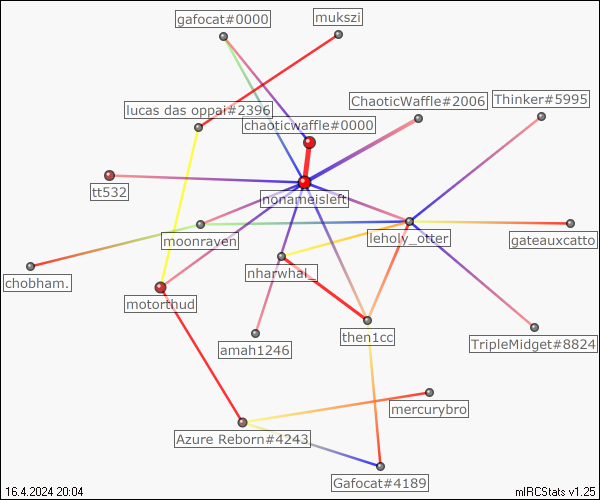 gafocat#0000
mukszi
lucas das oppai#2396
ChaoticWaffle#2006
Thinker#5995
chaoticwaffle#0000
tt532
nonameisleft
moonraven
leholy_otter
gateauxcatto
chobham.
nharwhal_
motorthud
amah1246
then1cc
TripleMidget#8824
mercurybro
Azure Reborn#4243
Gafocat#4189
16.4.2024 20:04
mIRCStats v1.25